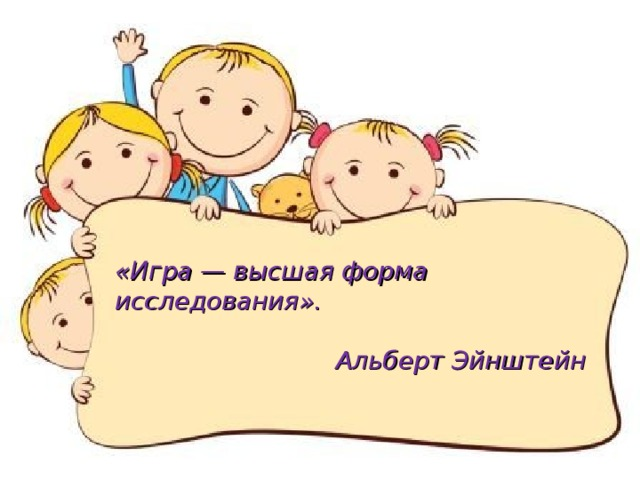 «Игра — высшая форма
исследования».
Альберт Эйнштейн